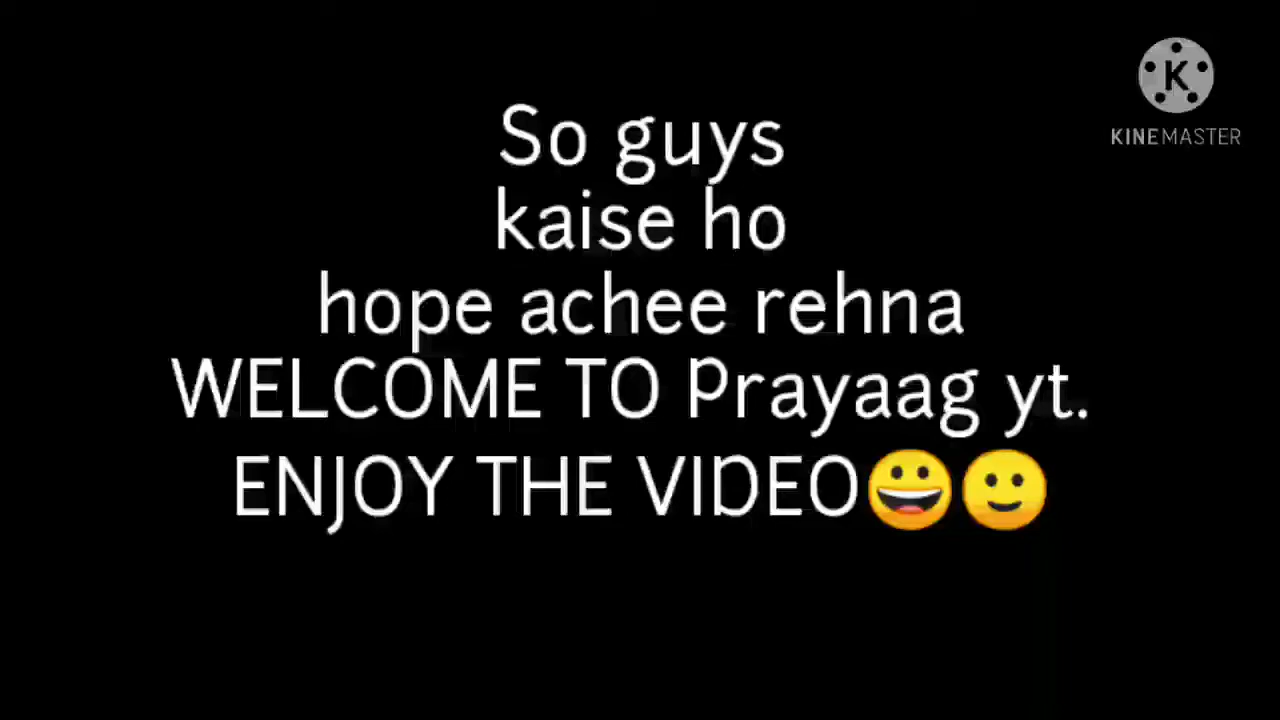 K
KINEMASTER
So guys
kaise ho
hope achee rehna
WELCOME TO Prayaag yt.
ENJOY THE VIDEO😀🙂